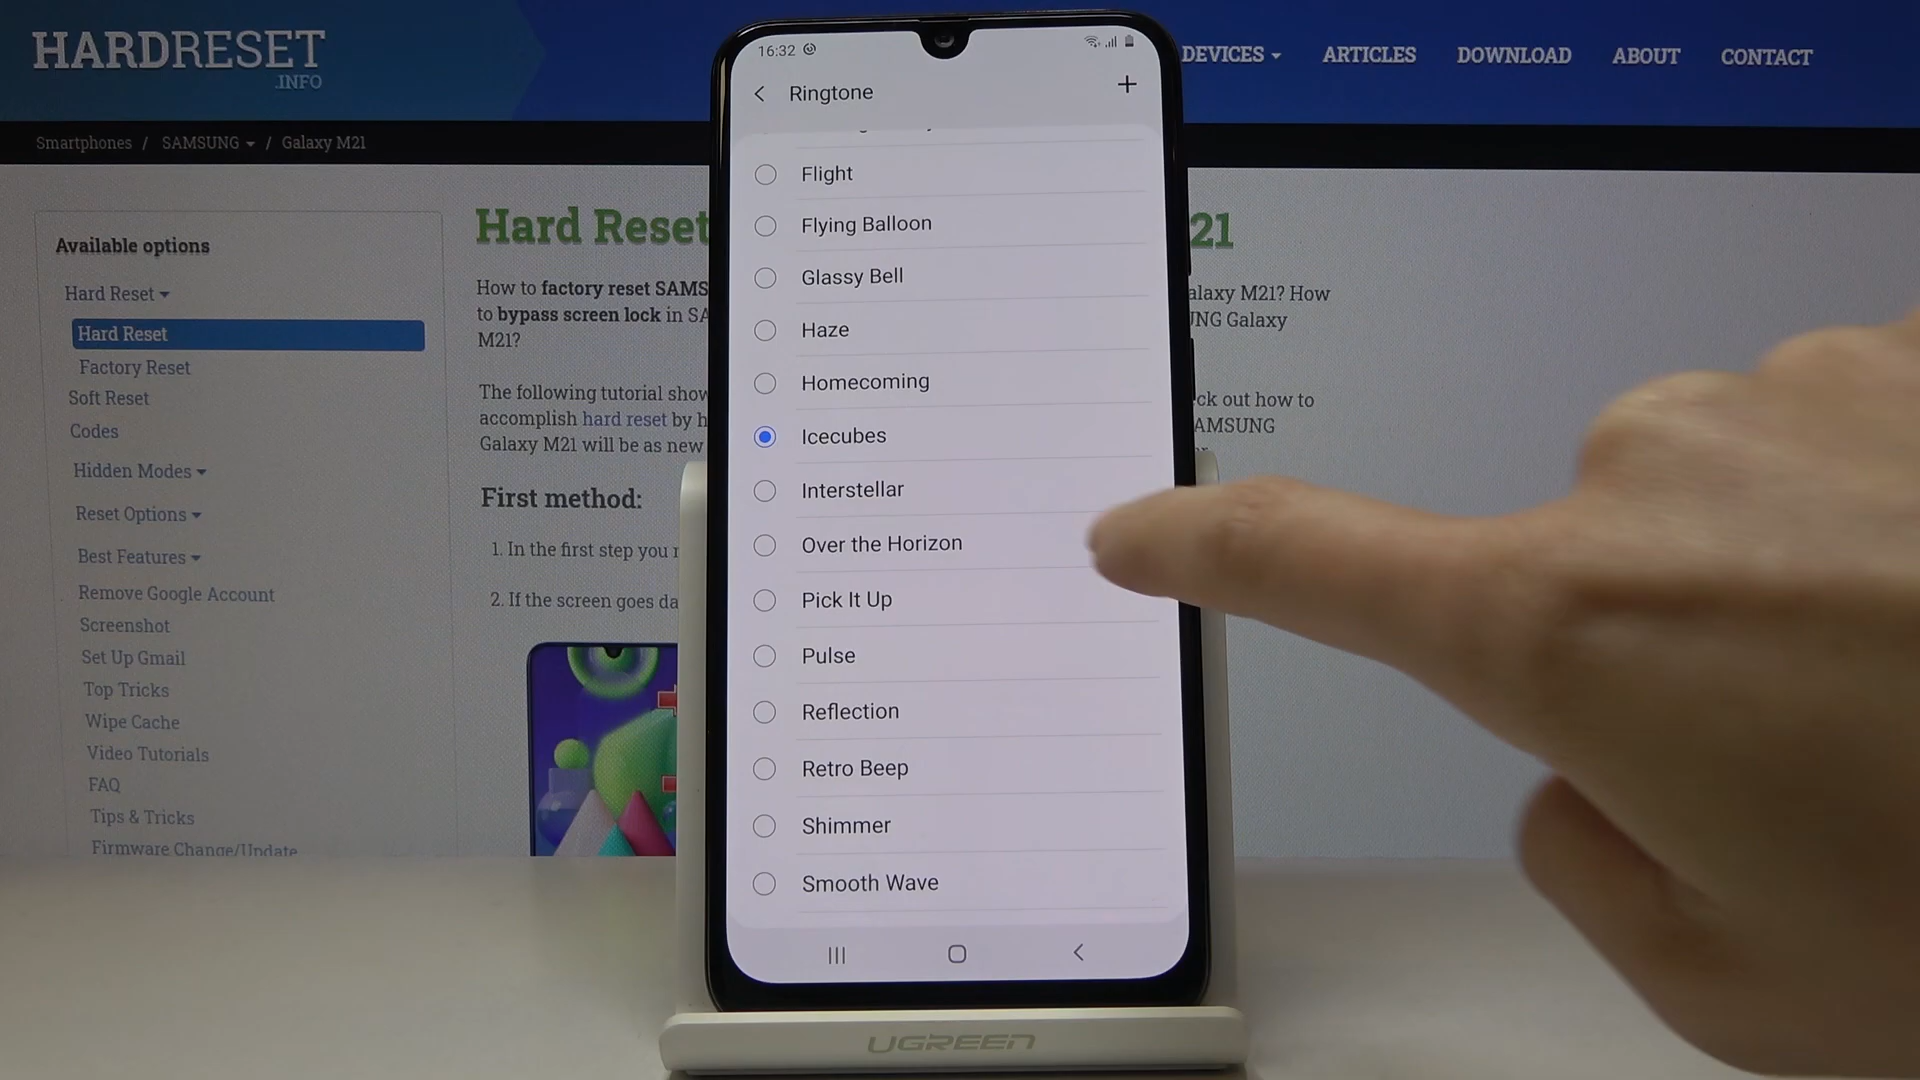 HARDRESET
.INFO
DEVICES
ARTICLES
DOWNLOAD
ABOUT
CONTACT
Smartphones / SAMSUNG / Galaxy M21
Available options
Hard Reset
Hard Reset
Factory Reset
Soft Reset
Codes
Hidden Modes
Reset Options
Best Features
Remove Google Account
Screenshot
Set Up Gmail
Top Tricks
Wipe Cache
Video Tutorials
FAQ
Tips & Tricks
Firmware Change/Update
Hard Reset
21
How to factory reset SAMS
to bypass screen lock in SA
M21?
alaxy M21? How
NG Galaxy
The following tutorial show
accomplish hard reset by h
Galaxy M21 will be as new
ck out how to
AMSUNG
First method:
1. In the first step you
2. If the screen goes da
16:32
Ringtone
+
Flight
Flying Balloon
Glassy Bell
Haze
Homecoming
Icecubes
Interstellar
Over the Horizon
Pick It Up
Pulse
Reflection
Retro Beep
Shimmer
Smooth Wave
UGREEN